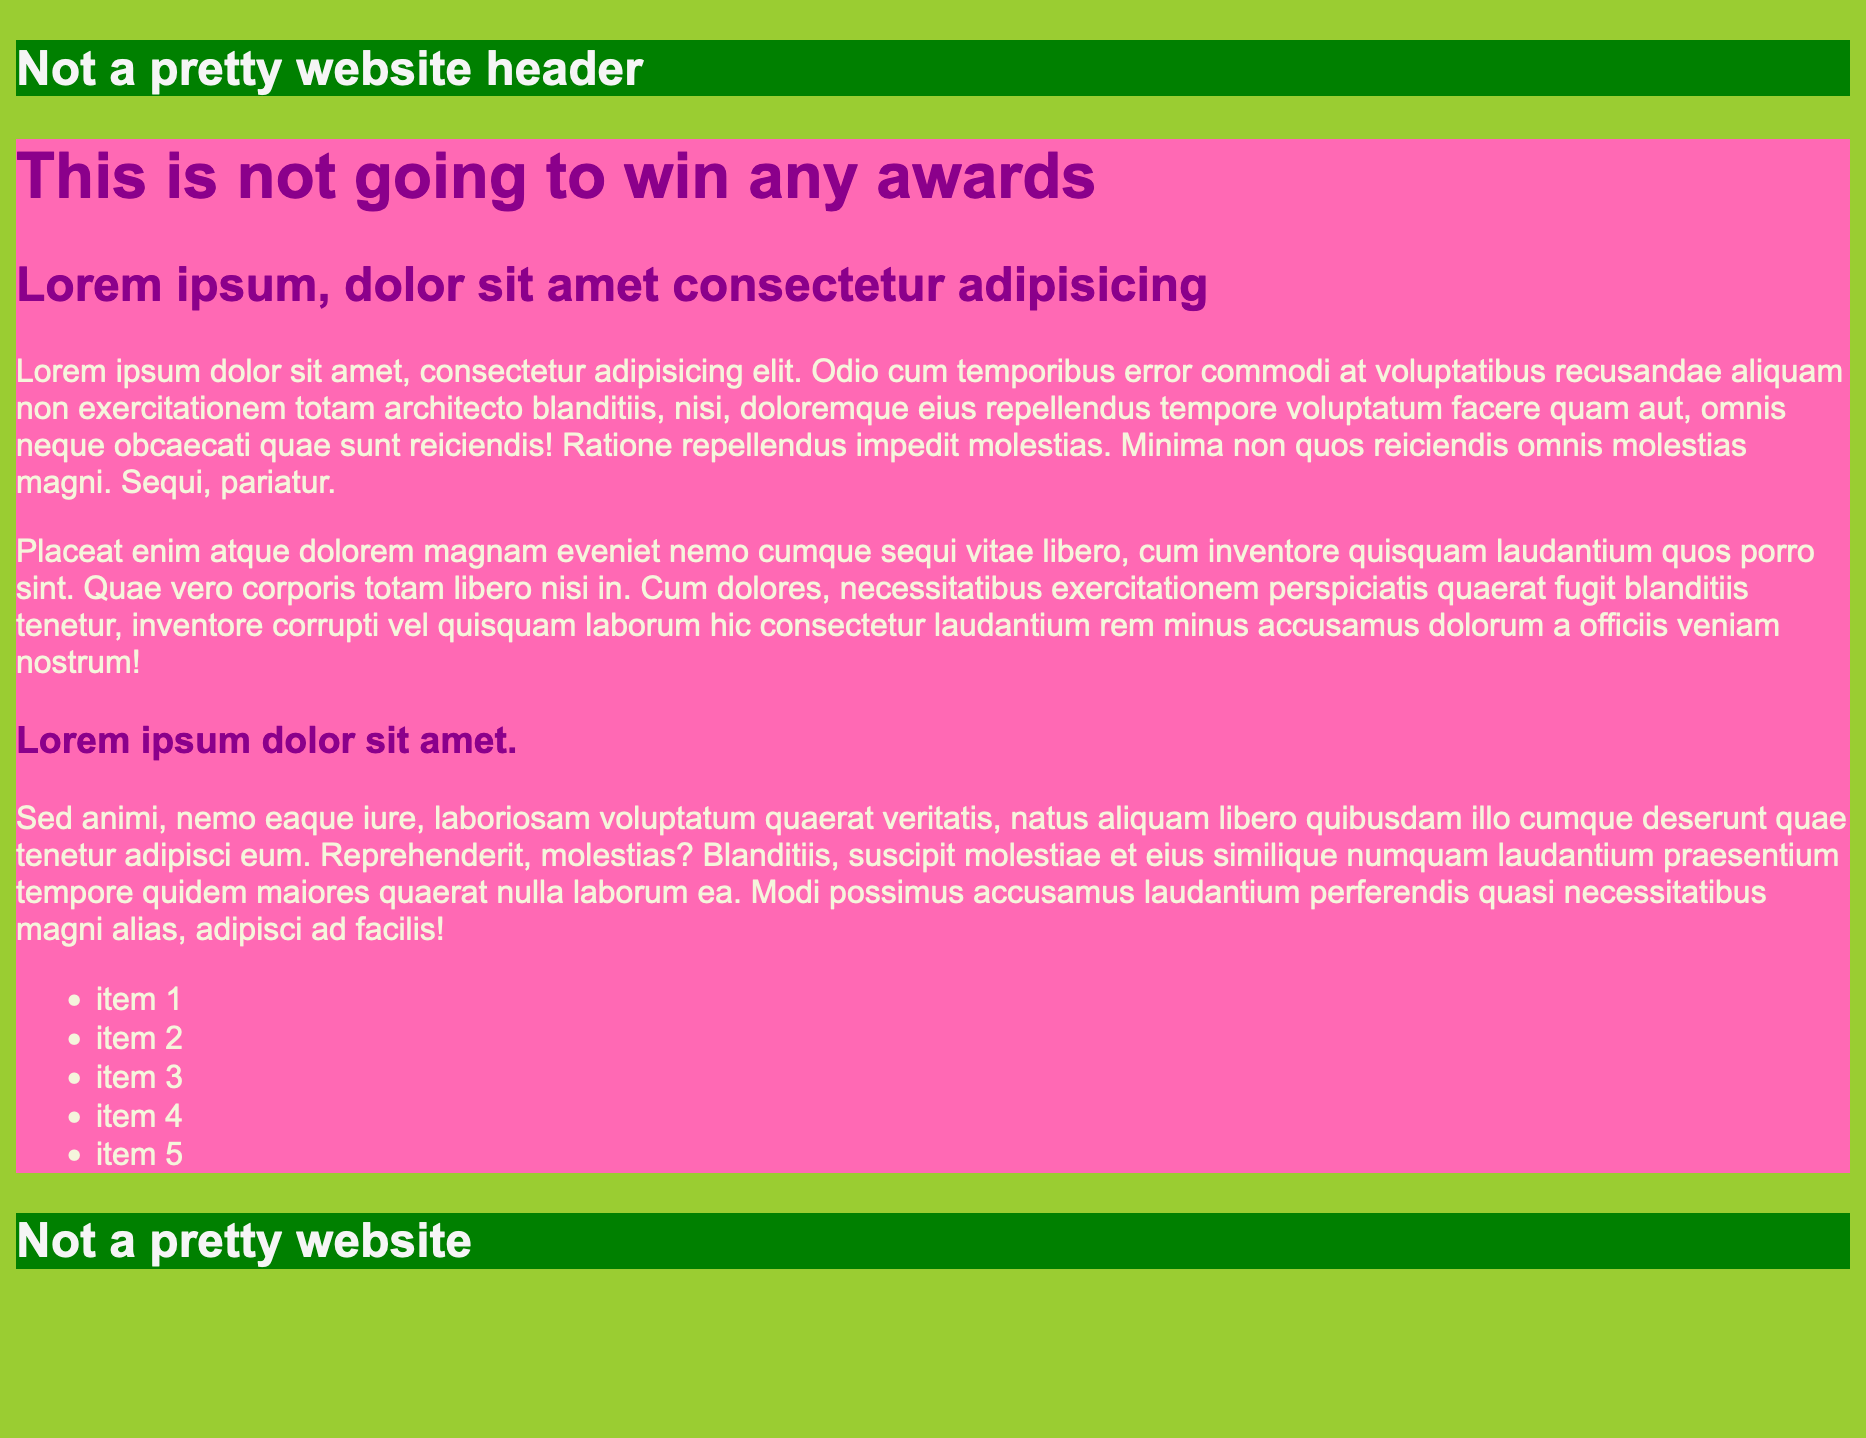 Not a pretty website header
This is not going to win any awards
Lorem ipsum, dolor sit amet consectetur adipisicing
Lorem ipsum dolor sit amet, consectetur adipisicing elit. Odio cum temporibus error commodi at voluptatibus recusandae aliquam
non exercitationem totam architecto blanditiis, nisi, doloremque eius repellendus tempore voluptatum facere quam aut, omnis
neque obcaecati quae sunt reiciendis! Ratione repellendus impedit molestias. Minima non quos reiciendis omnis molestias
magni. Sequi, pariatur.
Placeat enim atque dolorem magnam eveniet nemo cumque sequi vitae libero, cum inventore quisquam laudantium quos porro
sint. Quae vero corporis totam libero nisi in. Cum dolores, necessitatibus exercitationem perspiciatis quaerat fugit blanditiis
tenetur, inventore corrupti vel quisquam laborum hic consectetur laudantium rem minus accusamus dolorum a officiis veniam
nostrum!
Lorem ipsum dolor sit amet.
Sed animi, nemo eaque iure, laboriosam voluptatum quaerat veritatis, natus aliquam libero quibusdam illo cumque deserunt quae
tenetur adipisci eum. Reprehenderit, molestias? Blanditiis, suscipit molestiae et eius similique numquam laudantium praesentium
tempore quidem maiores quaerat nulla laborum ea. Modi possimus accusamus laudantium perferendis quasi necessitatibus
magni alias, adipisci ad facilis!
• item 1
• item 2
• item 3
• item 4
• item 5
Not a pretty website